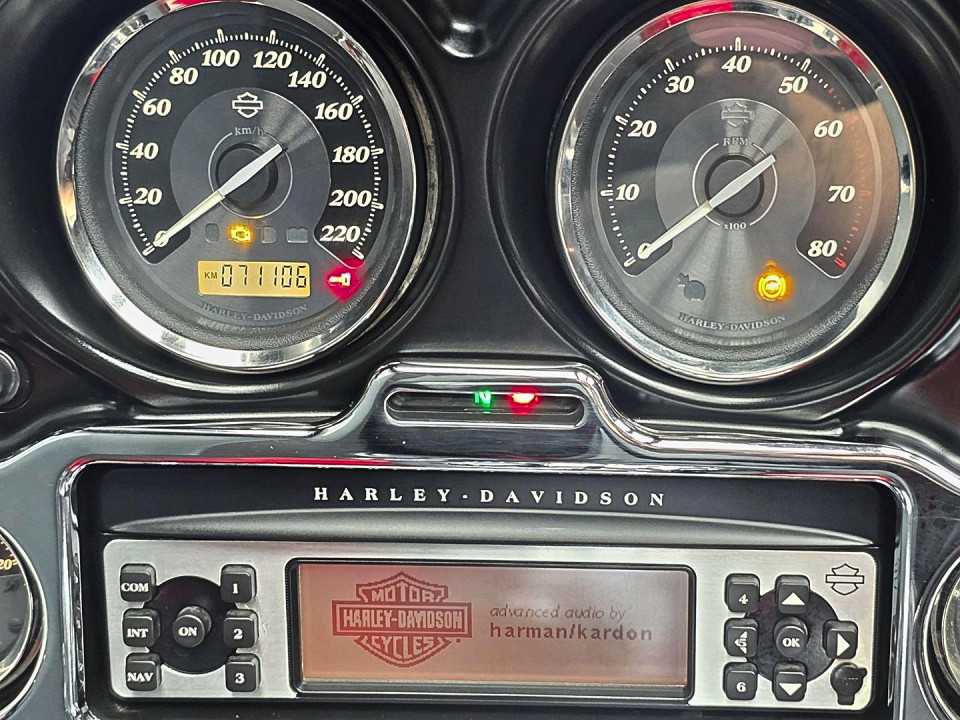 20 40 60 80 100 120 140 160 180 200 220
km/h
KM 071106
HARLEY-DAVIDSON
10 20 30 40 50 60 70 80
RPM
x100
HARLEY-DAVIDSON
N
HARLEY-DAVIDSON
COM 1
INT ON 2
NAV 3
MOTOR
HARLEY-DAVIDSON
CYCLES
advanced audio by
harman/kardon
4
5 OK
6
20